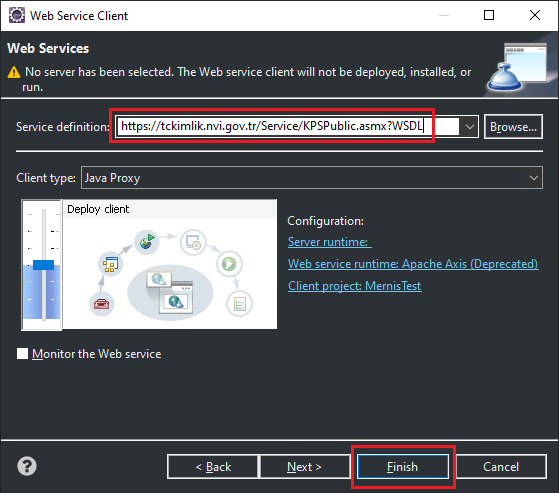 Web Service Client
Web Services
No server has been selected. The Web service client will not be deployed, installed, or
run.
Service definition: https://tckimlik.nvi.gov.tr/Service/KPSPublic.asmx?WSDL Browse...
Client type: Java Proxy
Deploy client
Configuration:
Server runtime:
Web service runtime: Apache Axis (Deprecated)
Client project: MernisTest
Monitor the Web service
? < Back Next > Finish Cancel